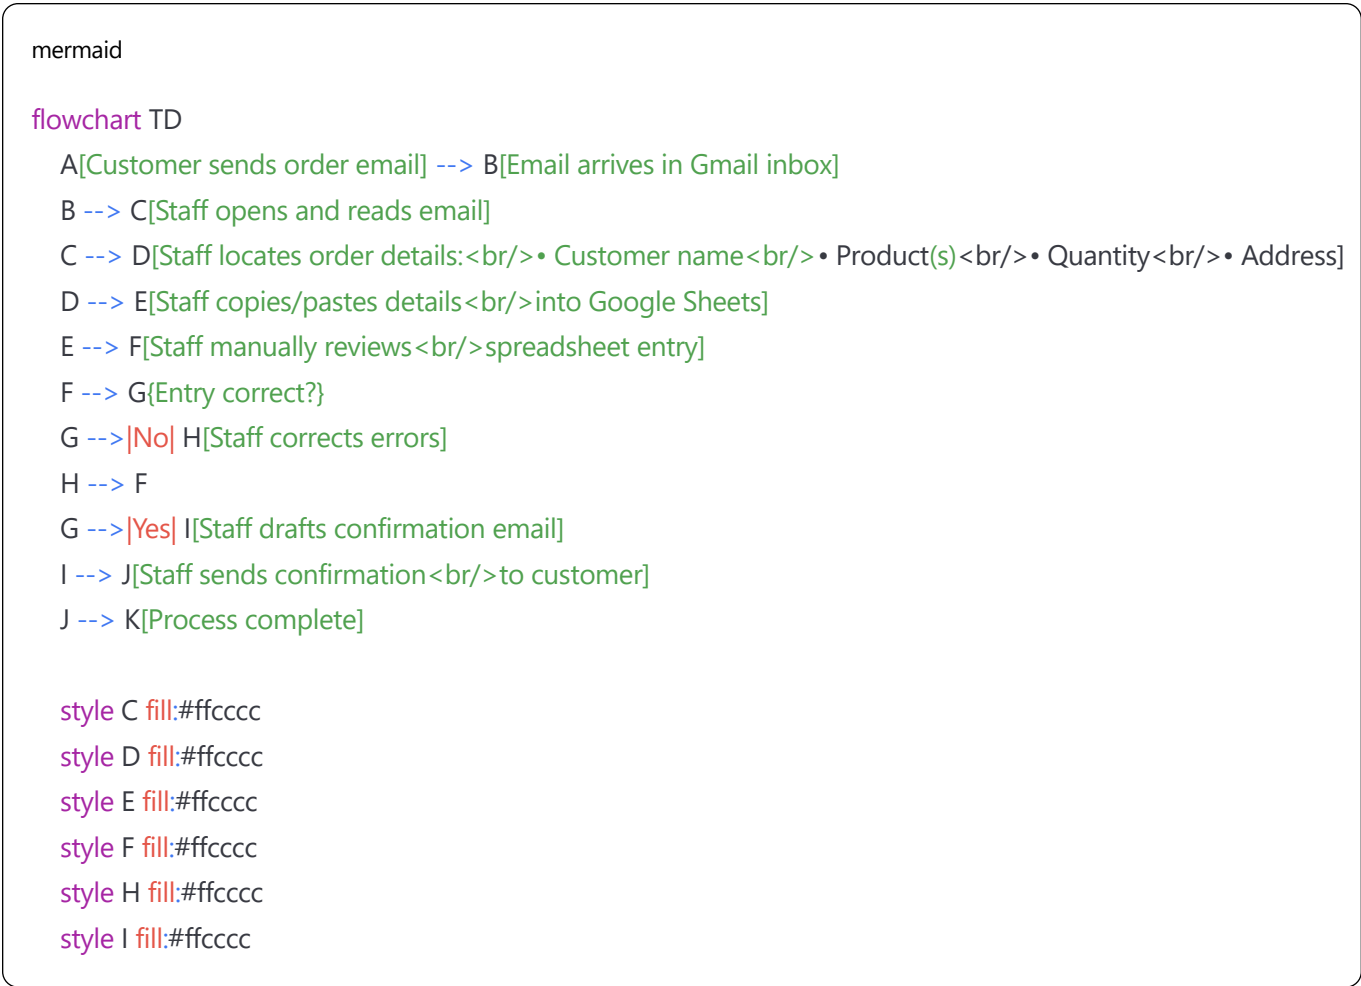 mermaid
flowchart TD
A[Customer sends order email] --> B[Email arrives in Gmail inbox]
B --> C[Staff opens and reads email]
C --> D[Staff locates order details:<br/>• Customer name<br/>• Product(s)<br/>• Quantity<br/>• Address]
D --> E[Staff copies/pastes details<br/>into Google Sheets]
E --> F[Staff manually reviews<br/>spreadsheet entry]
F --> G{Entry correct?}
G -->|No| H[Staff corrects errors]
H --> F
G -->|Yes| I[Staff drafts confirmation email]
I --> J[Staff sends confirmation<br/>to customer]
J --> K[Process complete]
style C fill:#ffcccc
style D fill:#ffcccc
style E fill:#ffcccc
style F fill:#ffcccc
style H fill:#ffcccc
style I fill:#ffcccc